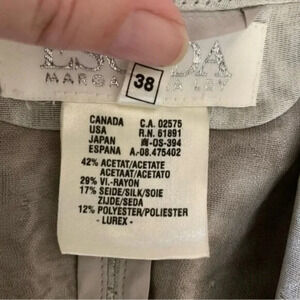 38
CANADA C.A. 02575
USA R.N. 61891
JAPAN -OS-394
ESPANA A.-08.475402
42% ACETAT/ACETATE
ACETAAT/ACETATO
29% VI.-RAYON
17% SEIDE/SILK/SOIE
ZIJDE/SEDA
12% POLYESTER/POLIESTER
- LUREX -